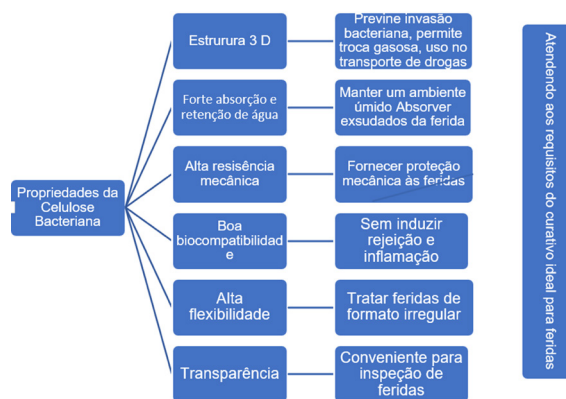 Propriedades da
Celulose
Bacteriana
Estrurura 3 D
Previne invasão
bacteriana, permite
troca gasosa, uso no
transporte de drogas
Forte absorção e
retenção de água
Manter um ambiente
úmido Absorver
exsudados da ferida
Alta resisência
mecânica
Fornecer proteção
mecânica às feridas
Boa
biocompatibilidad
e
Sem induzir
rejeição e
inflamação
Alta
flexibilidade
Tratar feridas de
formato irregular
Transparência
Conveniente para
inspeção de
feridas
Atendendo aos requisitos do curativo ideal para feridas